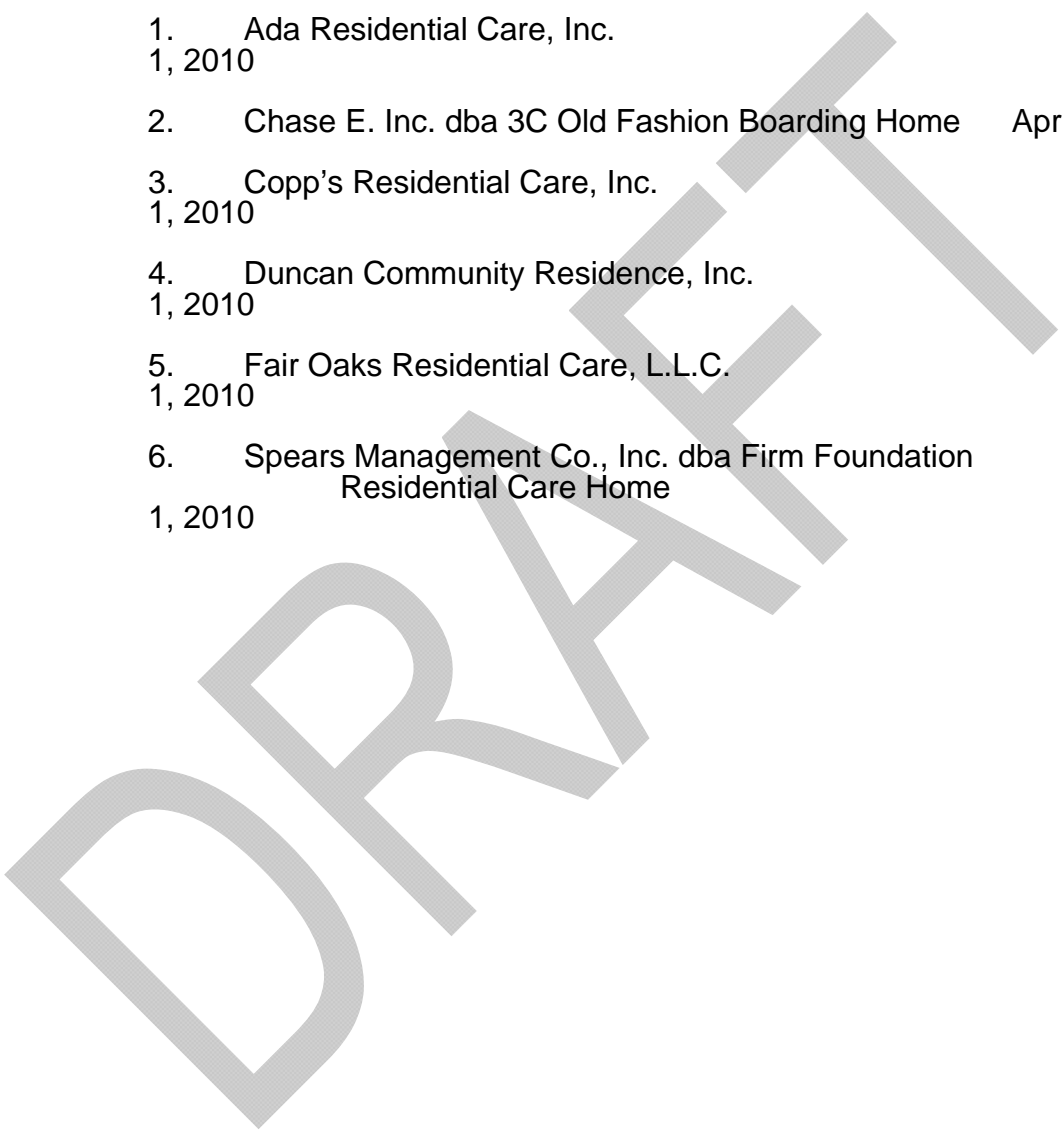 1. Ada Residential Care, Inc.
1, 2010
2. Chase E. Inc. dba 3C Old Fashion Boarding Home Apr
3. Copp’s Residential Care, Inc.
1, 2010
4. Duncan Community Residence, Inc.
1, 2010
5. Fair Oaks Residential Care, L.L.C.
1, 2010
6. Spears Management Co., Inc. dba Firm Foundation
Residential Care Home
1, 2010
DRAFT